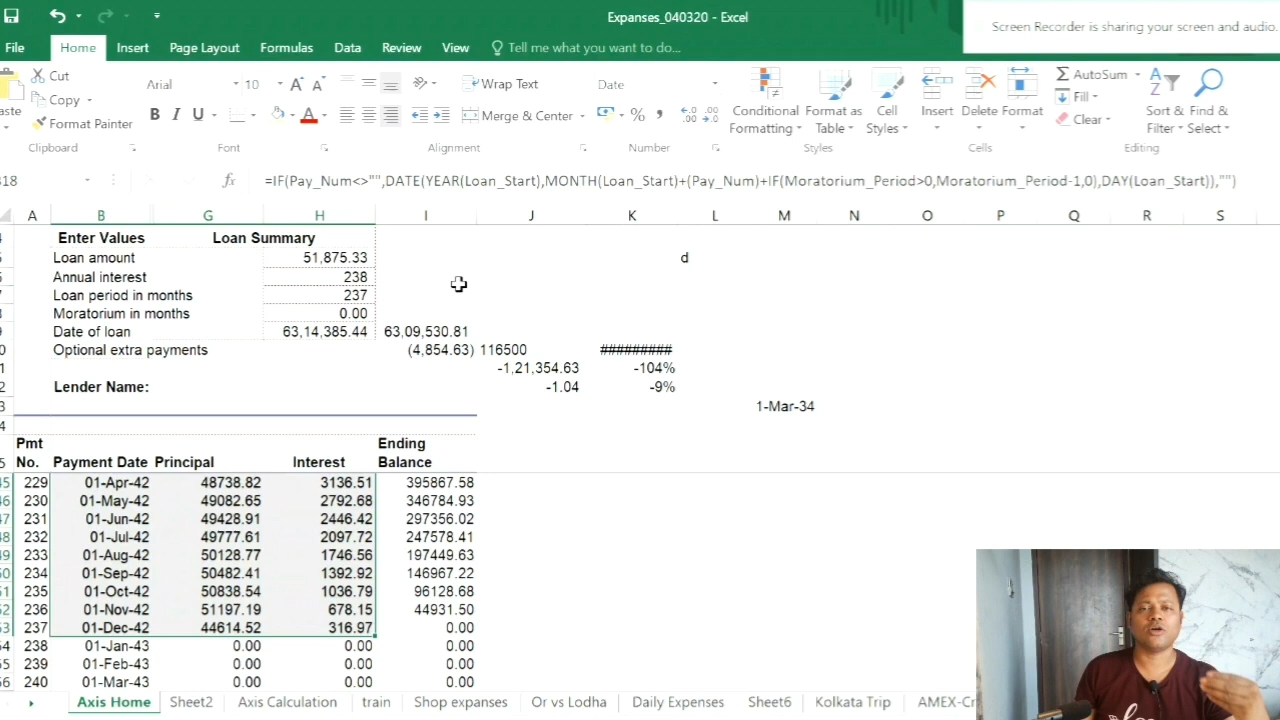 Expanses_040320 - Excel
Screen Recorder is sharing your screen and audio.
File Home Insert Page Layout Formulas Data Review View Tell me what you want to do...
Cut
Copy
Format Painter
Clipboard
Arial 10
B I U
Font
Wrap Text
Merge & Center
Alignment
Date
Number
Conditional Formatting
Format as Table
Cell Styles
Styles
Insert Delete Format
Cells
AutoSum
Fill
Clear
Sort & Filter
Find & Select
Editing
fx =IF(Pay_Num<>"",DATE(YEAR(Loan_Start),MONTH(Loan_Start)+(Pay_Num)+IF(Moratorium_Period>0,Moratorium_Period-1,0),DAY(Loan_Start)),"")
A B G H I J K L M N O P Q R S
Enter Values Loan Summary
Loan amount 51,875.33 d
Annual interest 238
Loan period in months 237
Moratorium in months 0.00
Date of loan 63,14,385.44 63,09,530.81
Optional extra payments (4,854.63) 116500 #########
-1,21,354.63 -104%
Lender Name: -1.04 -9%
1-Mar-34
Pmt No. Payment Date Principal Interest Ending Balance
229 01-Apr-42 48738.82 3136.51 395867.58
230 01-May-42 49082.65 2792.68 346784.93
231 01-Jun-42 49428.91 2446.42 297356.02
232 01-Jul-42 49777.61 2097.72 247578.41
233 01-Aug-42 50128.77 1746.56 197449.63
234 01-Sep-42 50482.41 1392.92 146967.22
235 01-Oct-42 50838.54 1036.79 96128.68
236 01-Nov-42 51197.19 678.15 44931.50
237 01-Dec-42 44614.52 316.97 0.00
238 01-Jan-43 0.00 0.00 0.00
239 01-Feb-43 0.00 0.00 0.00
240 01-Mar-43 0.00 0.00 0.00
Axis Home Sheet2 Axis Calculation train Shop expanses Or vs Lodha Daily Expenses Sheet6 Kolkata Trip